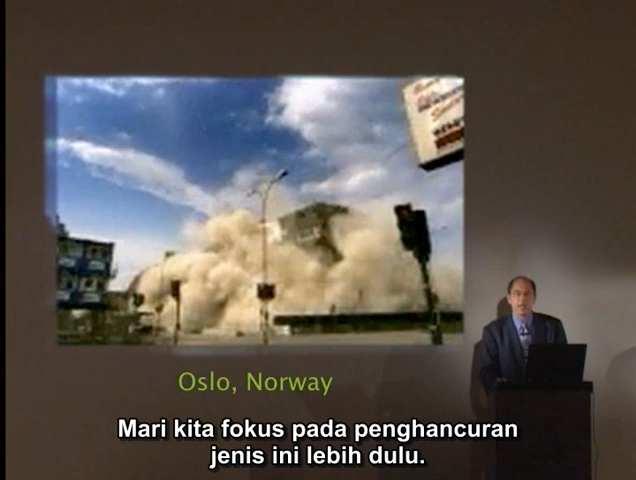 Oslo, Norway
Mari kita fokus pada penghancuran
jenis ini lebih dulu.